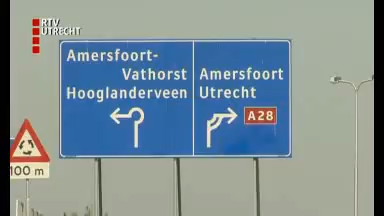 RTV
UTRECHT
Amersfoort-
Vathorst
Hooglanderveen
Amersfoort
Utrecht
A28
100 m